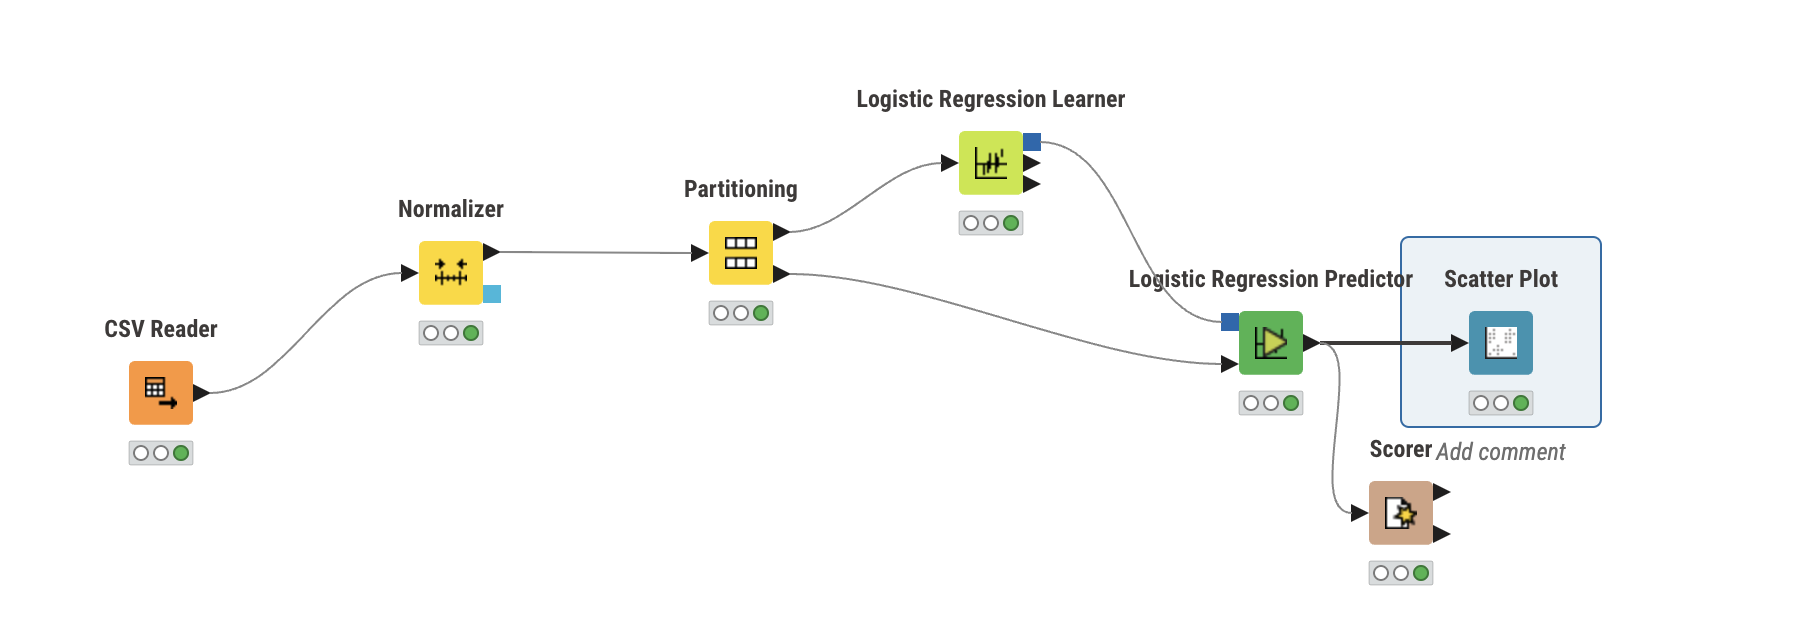 Logistic Regression Learner
Partitioning
Normalizer
Logistic Regression Predictor
Scatter Plot
CSV Reader
Scorer
Add comment